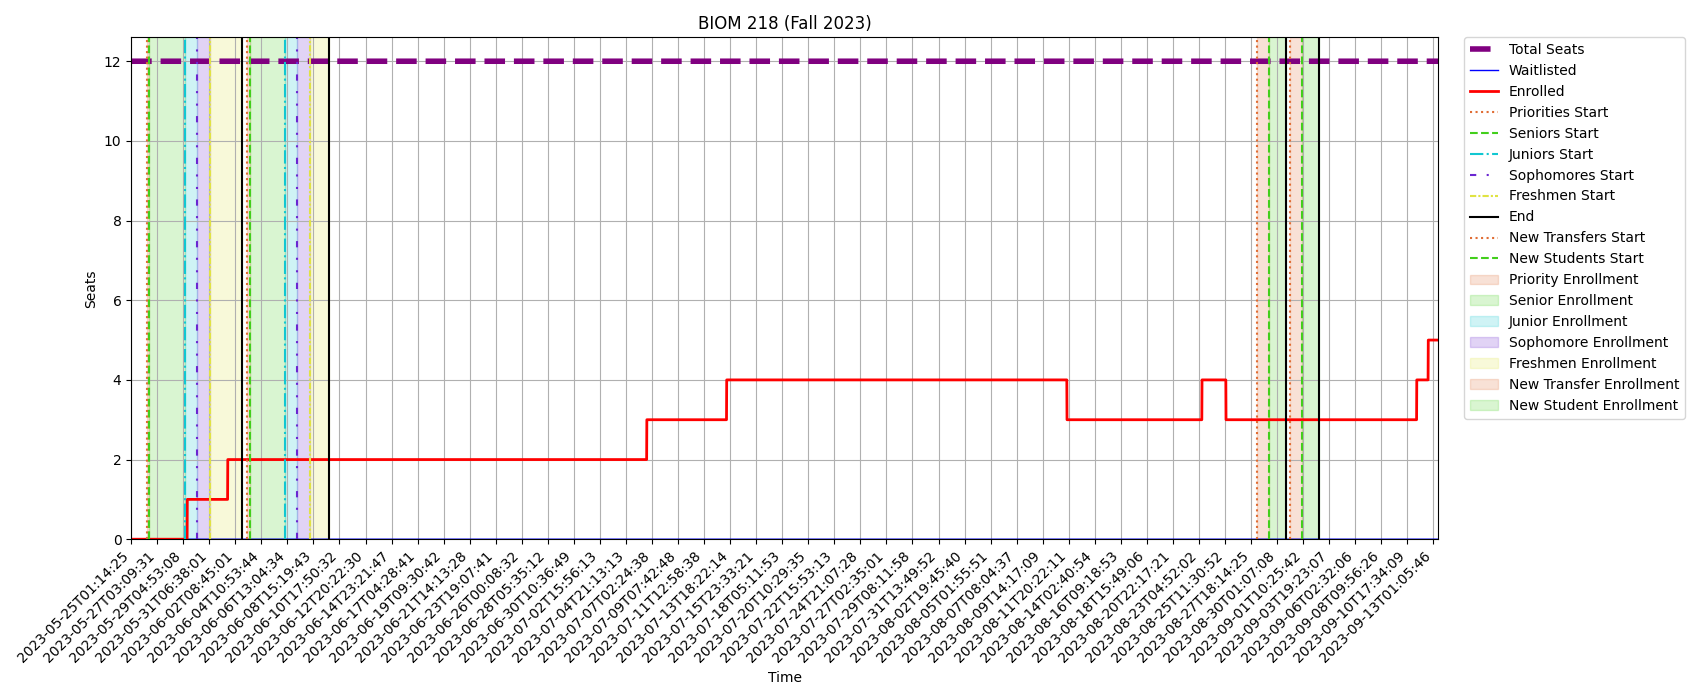 BIOM 218 (Fall 2023)
Seats
12
10
8
6
4
2
0
2023-05-25T01:14:25
2023-05-27T03:09:31
2023-05-29T04:53:08
2023-05-31T06:38:01
2023-06-02T08:45:01
2023-06-04T10:53:44
2023-06-06T13:04:34
2023-06-08T15:19:43
2023-06-10T17:50:32
2023-06-12T20:22:30
2023-06-14T23:21:47
2023-06-17T04:28:41
2023-06-19T09:30:42
2023-06-21T14:13:28
2023-06-23T19:07:41
2023-06-26T00:08:32
2023-06-28T05:35:12
2023-06-30T10:36:49
2023-07-02T15:56:13
2023-07-04T21:13:13
2023-07-07T02:24:38
2023-07-09T07:42:48
2023-07-11T12:58:38
2023-07-13T18:22:14
2023-07-15T23:33:21
2023-07-18T05:11:53
2023-07-20T10:29:35
2023-07-22T15:53:13
2023-07-24T21:07:28
2023-07-27T02:35:01
2023-07-29T08:11:58
2023-07-31T13:49:52
2023-08-02T19:45:40
2023-08-05T01:55:51
2023-08-07T08:04:37
2023-08-09T14:17:09
2023-08-11T20:22:11
2023-08-14T02:40:54
2023-08-16T09:18:53
2023-08-18T15:49:06
2023-08-20T22:17:21
2023-08-23T04:52:02
2023-08-25T11:30:52
2023-08-27T18:14:25
2023-08-30T01:07:08
2023-09-01T10:25:42
2023-09-03T19:23:07
2023-09-06T02:32:06
2023-09-08T09:56:26
2023-09-10T17:34:09
2023-09-13T01:05:46
Time
Total Seats
Waitlisted
Enrolled
Priorities Start
Seniors Start
Juniors Start
Sophomores Start
Freshmen Start
End
New Transfers Start
New Students Start
Priority Enrollment
Senior Enrollment
Junior Enrollment
Sophomore Enrollment
Freshmen Enrollment
New Transfer Enrollment
New Student Enrollment